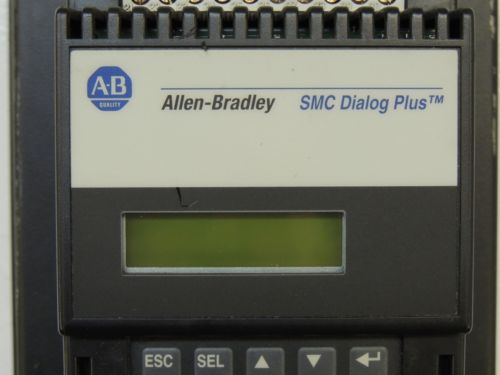 A·B
QUALITY
Allen-Bradley SMC Dialog Plus™
ESC SEL